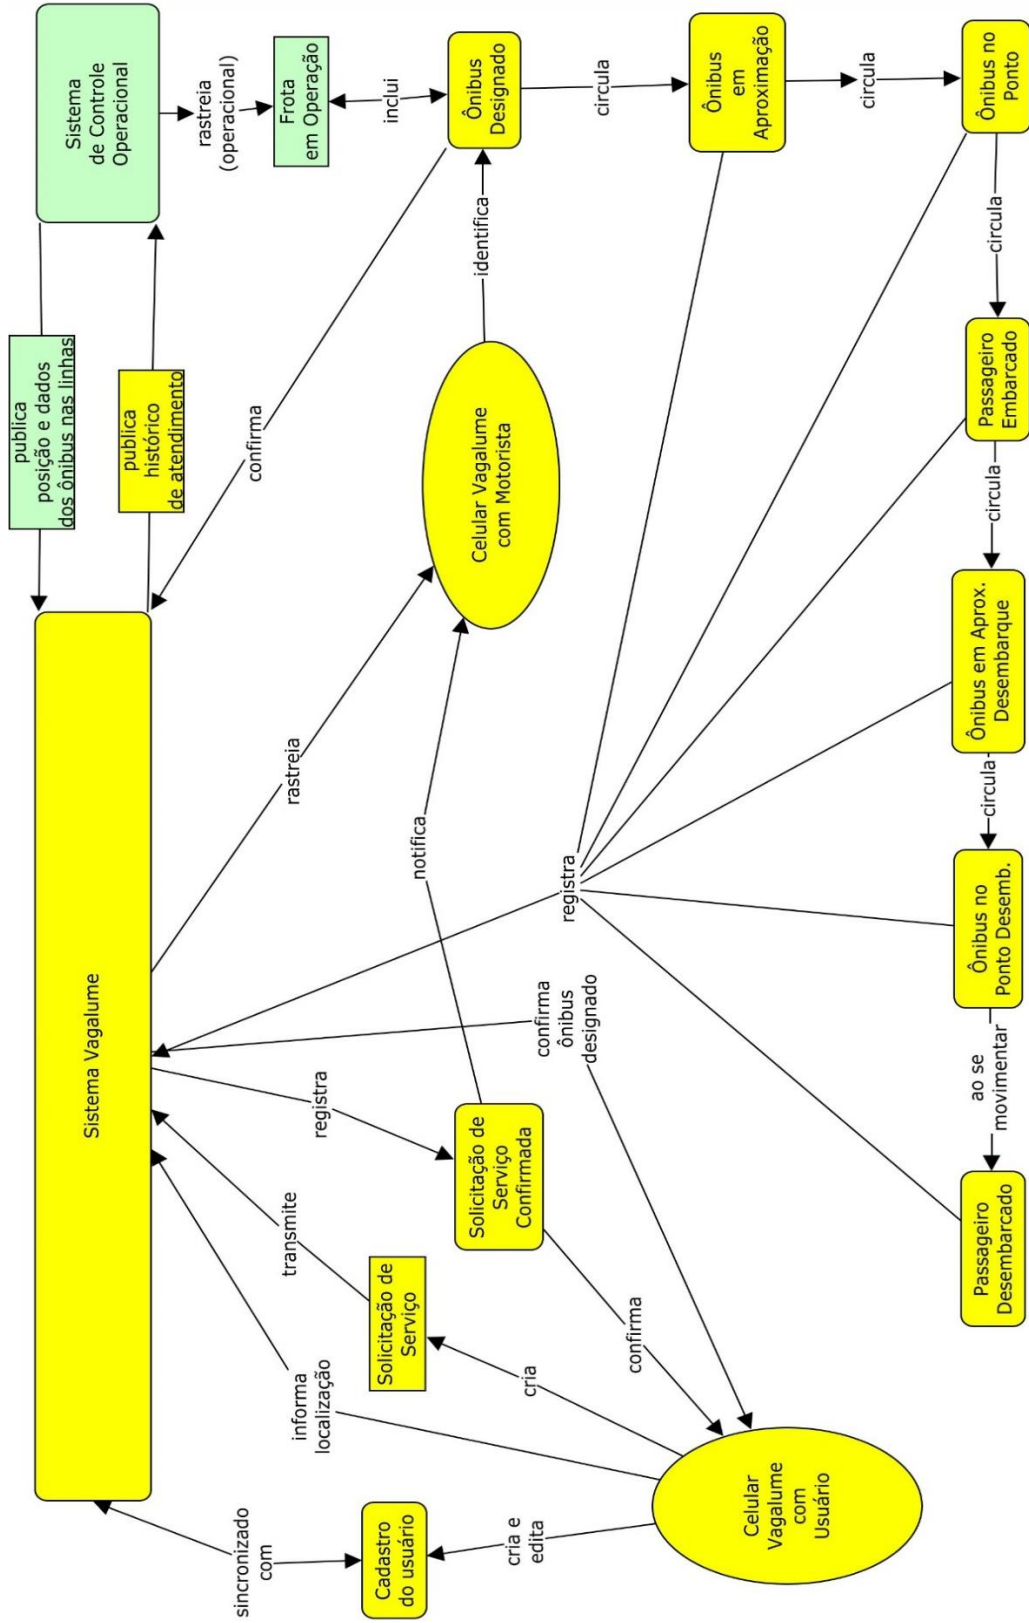 Sistema Vagalume
publica
posição e dados
dos ônibus nas linhas
publica
histórico
de atendimento
Sistema
de Controle
Operacional
rastreia
(operacional)
Frota
em Operação
inclui
Ônibus
Designado
confirma
identifica
Celular Vagalume
com Motorista
rastreia
notifica
circula
Ônibus
em
Aproximação
circula
Ônibus no
Ponto
circula
Passageiro
Embarcado
circula
Ônibus em Aprox.
Desembarque
circula
Ônibus no
Ponto Desemb.
ao se
movimentar
Passageiro
Desembarcado
registra
confirma
ônibus
designado
registra
Solicitação de
Serviço
Confirmada
confirma
transmite
Solicitação de
Serviço
cria
informa
localização
sincronizado
com
Cadastro
do usuário
cria e
edita
Celular
Vagalume
com
Usuário